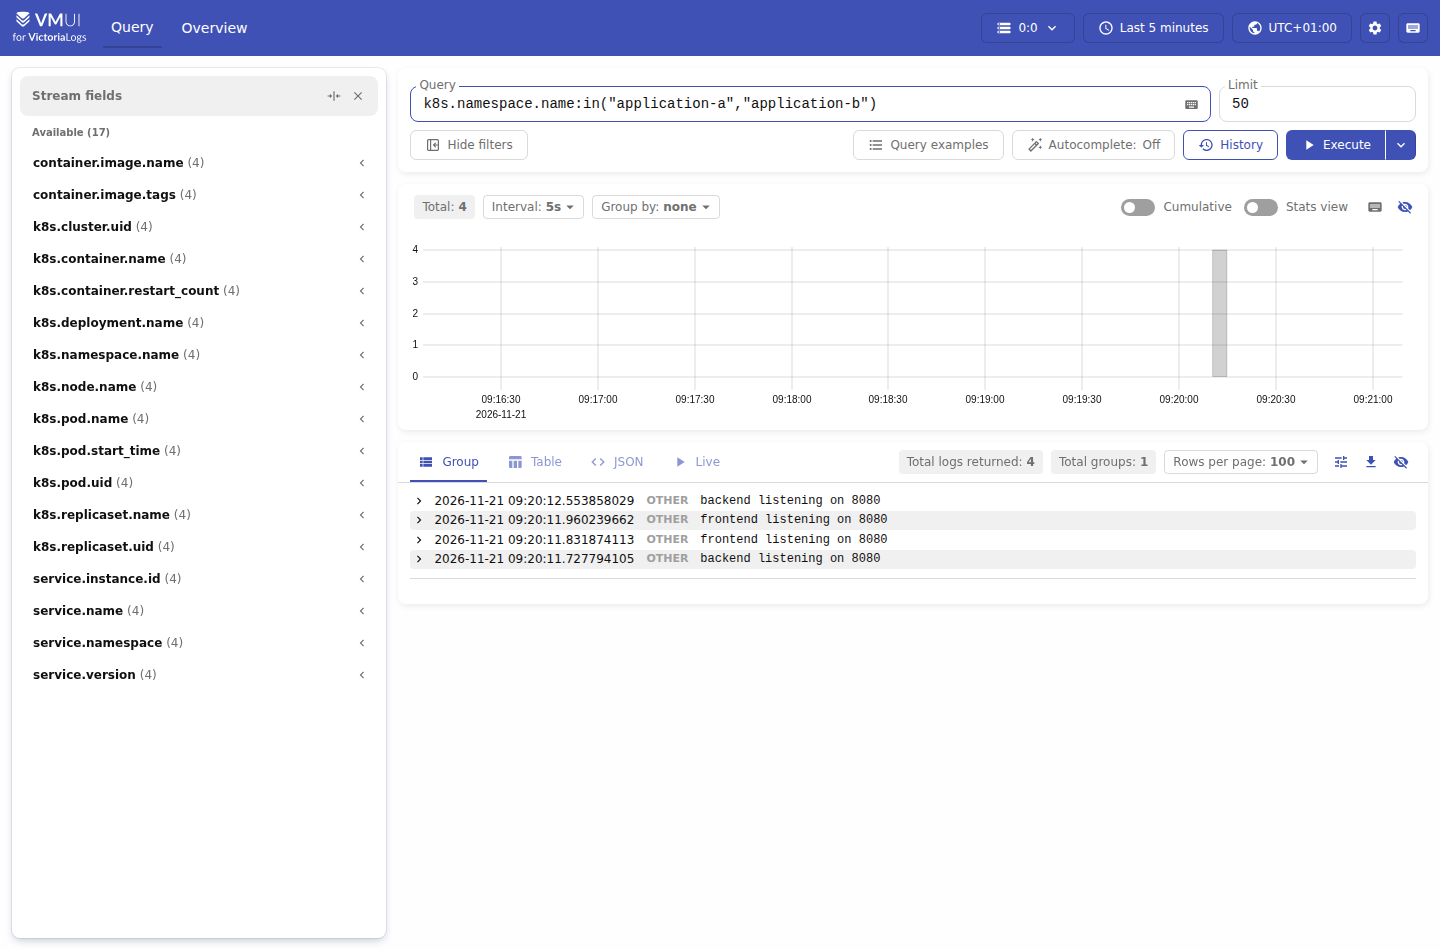 VMUI
for VictoriaLogs
Query
Overview
0:0
Last 5 minutes
UTC+01:00
Stream fields
Available (17)
container.image.name (4)
container.image.tags (4)
k8s.cluster.uid (4)
k8s.container.name (4)
k8s.container.restart_count (4)
k8s.deployment.name (4)
k8s.namespace.name (4)
k8s.node.name (4)
k8s.pod.name (4)
k8s.pod.start_time (4)
k8s.pod.uid (4)
k8s.replicaset.name (4)
k8s.replicaset.uid (4)
service.instance.id (4)
service.name (4)
service.namespace (4)
service.version (4)
Query
k8s.namespace.name:in("application-a","application-b")
Limit
50
Hide filters
Query examples
Autocomplete: Off
History
Execute
Total: 4
Interval: 5s
Group by: none
Cumulative
Stats view
4
3
2
1
0
09:16:30
09:17:00
09:17:30
09:18:00
09:18:30
09:19:00
09:19:30
09:20:00
09:20:30
09:21:00
2026-11-21
Group
Table
JSON
Live
Total logs returned: 4
Total groups: 1
Rows per page: 100
2026-11-21 09:20:12.553858029 OTHER backend listening on 8080
2026-11-21 09:20:11.960239662 OTHER frontend listening on 8080
2026-11-21 09:20:11.831874113 OTHER frontend listening on 8080
2026-11-21 09:20:11.727794105 OTHER backend listening on 8080